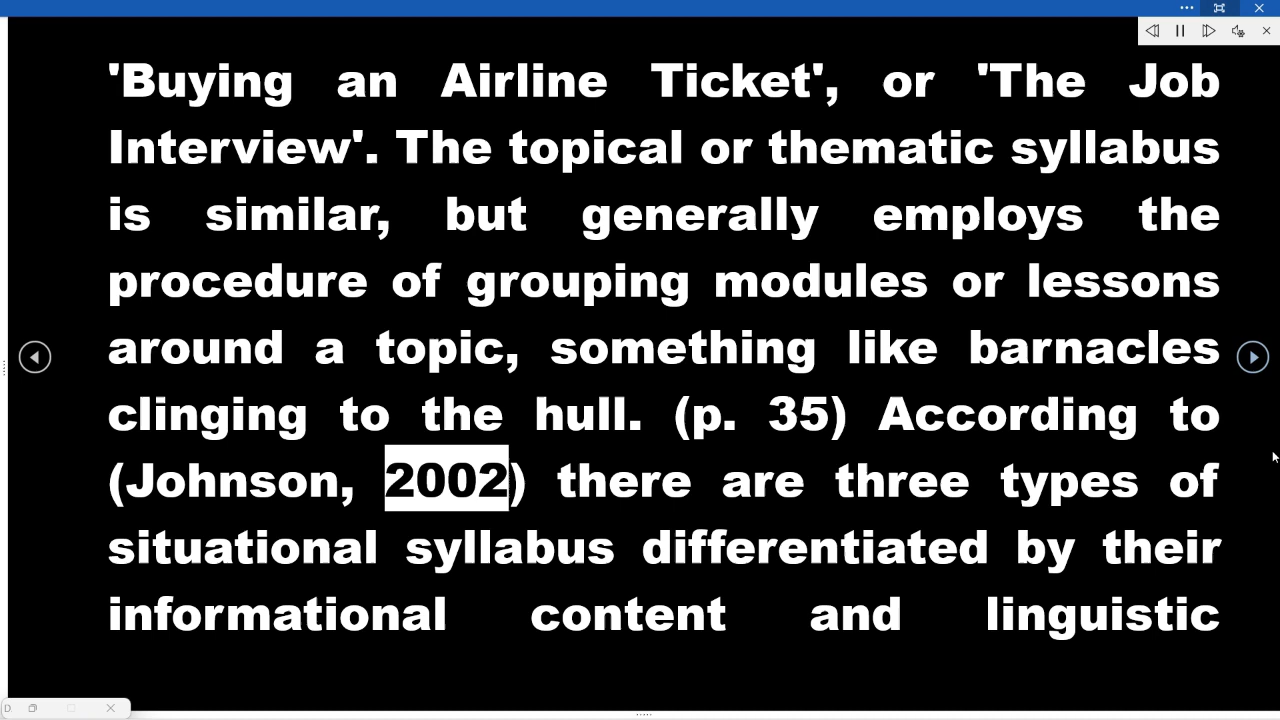 'Buying an Airline Ticket', or 'The Job
Interview'. The topical or thematic syllabus
is similar, but generally employs the
procedure of grouping modules or lessons
around a topic, something like barnacles
clinging to the hull. (p. 35) According to
(Johnson, 2002) there are three types of
situational syllabus differentiated by their
informational content and linguistic
D